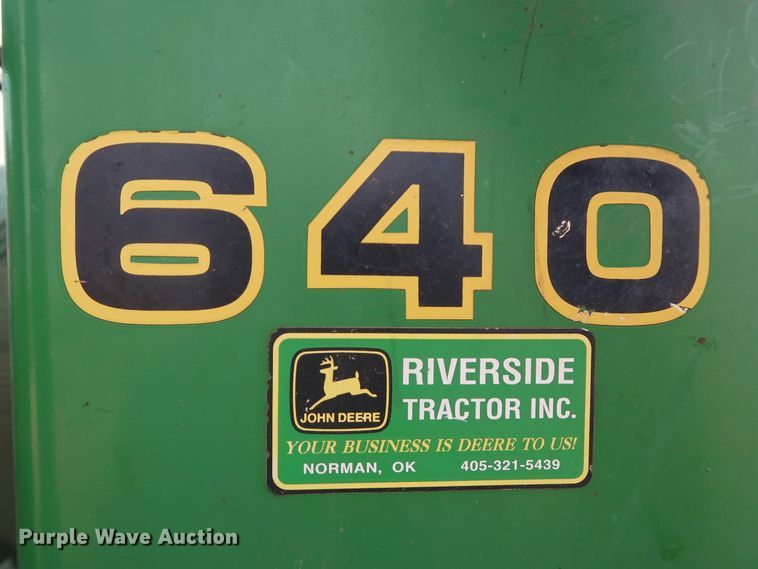 640
RIVERSIDE
TRACTOR INC.
JOHN DEERE
YOUR BUSINESS IS DEERE TO US!
NORMAN, OK 405-321-5439
Purple Wave Auction